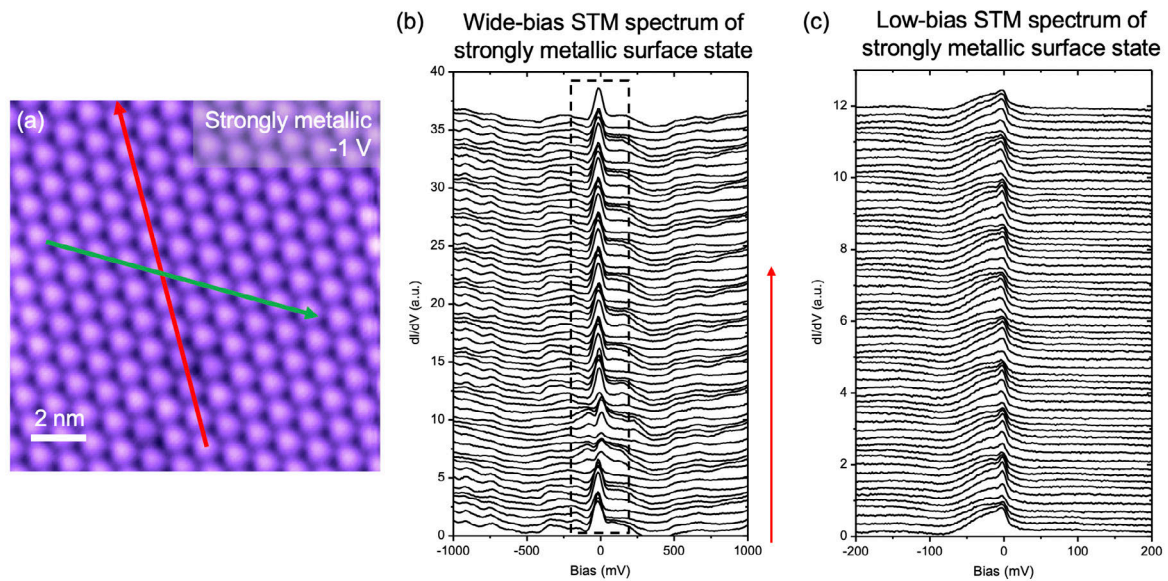 (a)
Strongly metallic
-1 V
2 nm
(b)
Wide-bias STM spectrum of
strongly metallic surface state
40
35
30
25
20
15
10
5
0
dI/dV (a.u.)
-1000
-500
0
500
1000
Bias (mV)
(c)
Low-bias STM spectrum of
strongly metallic surface state
12
10
8
6
4
2
0
dI/dV (a.u.)
-200
-100
0
100
200
Bias (mV)